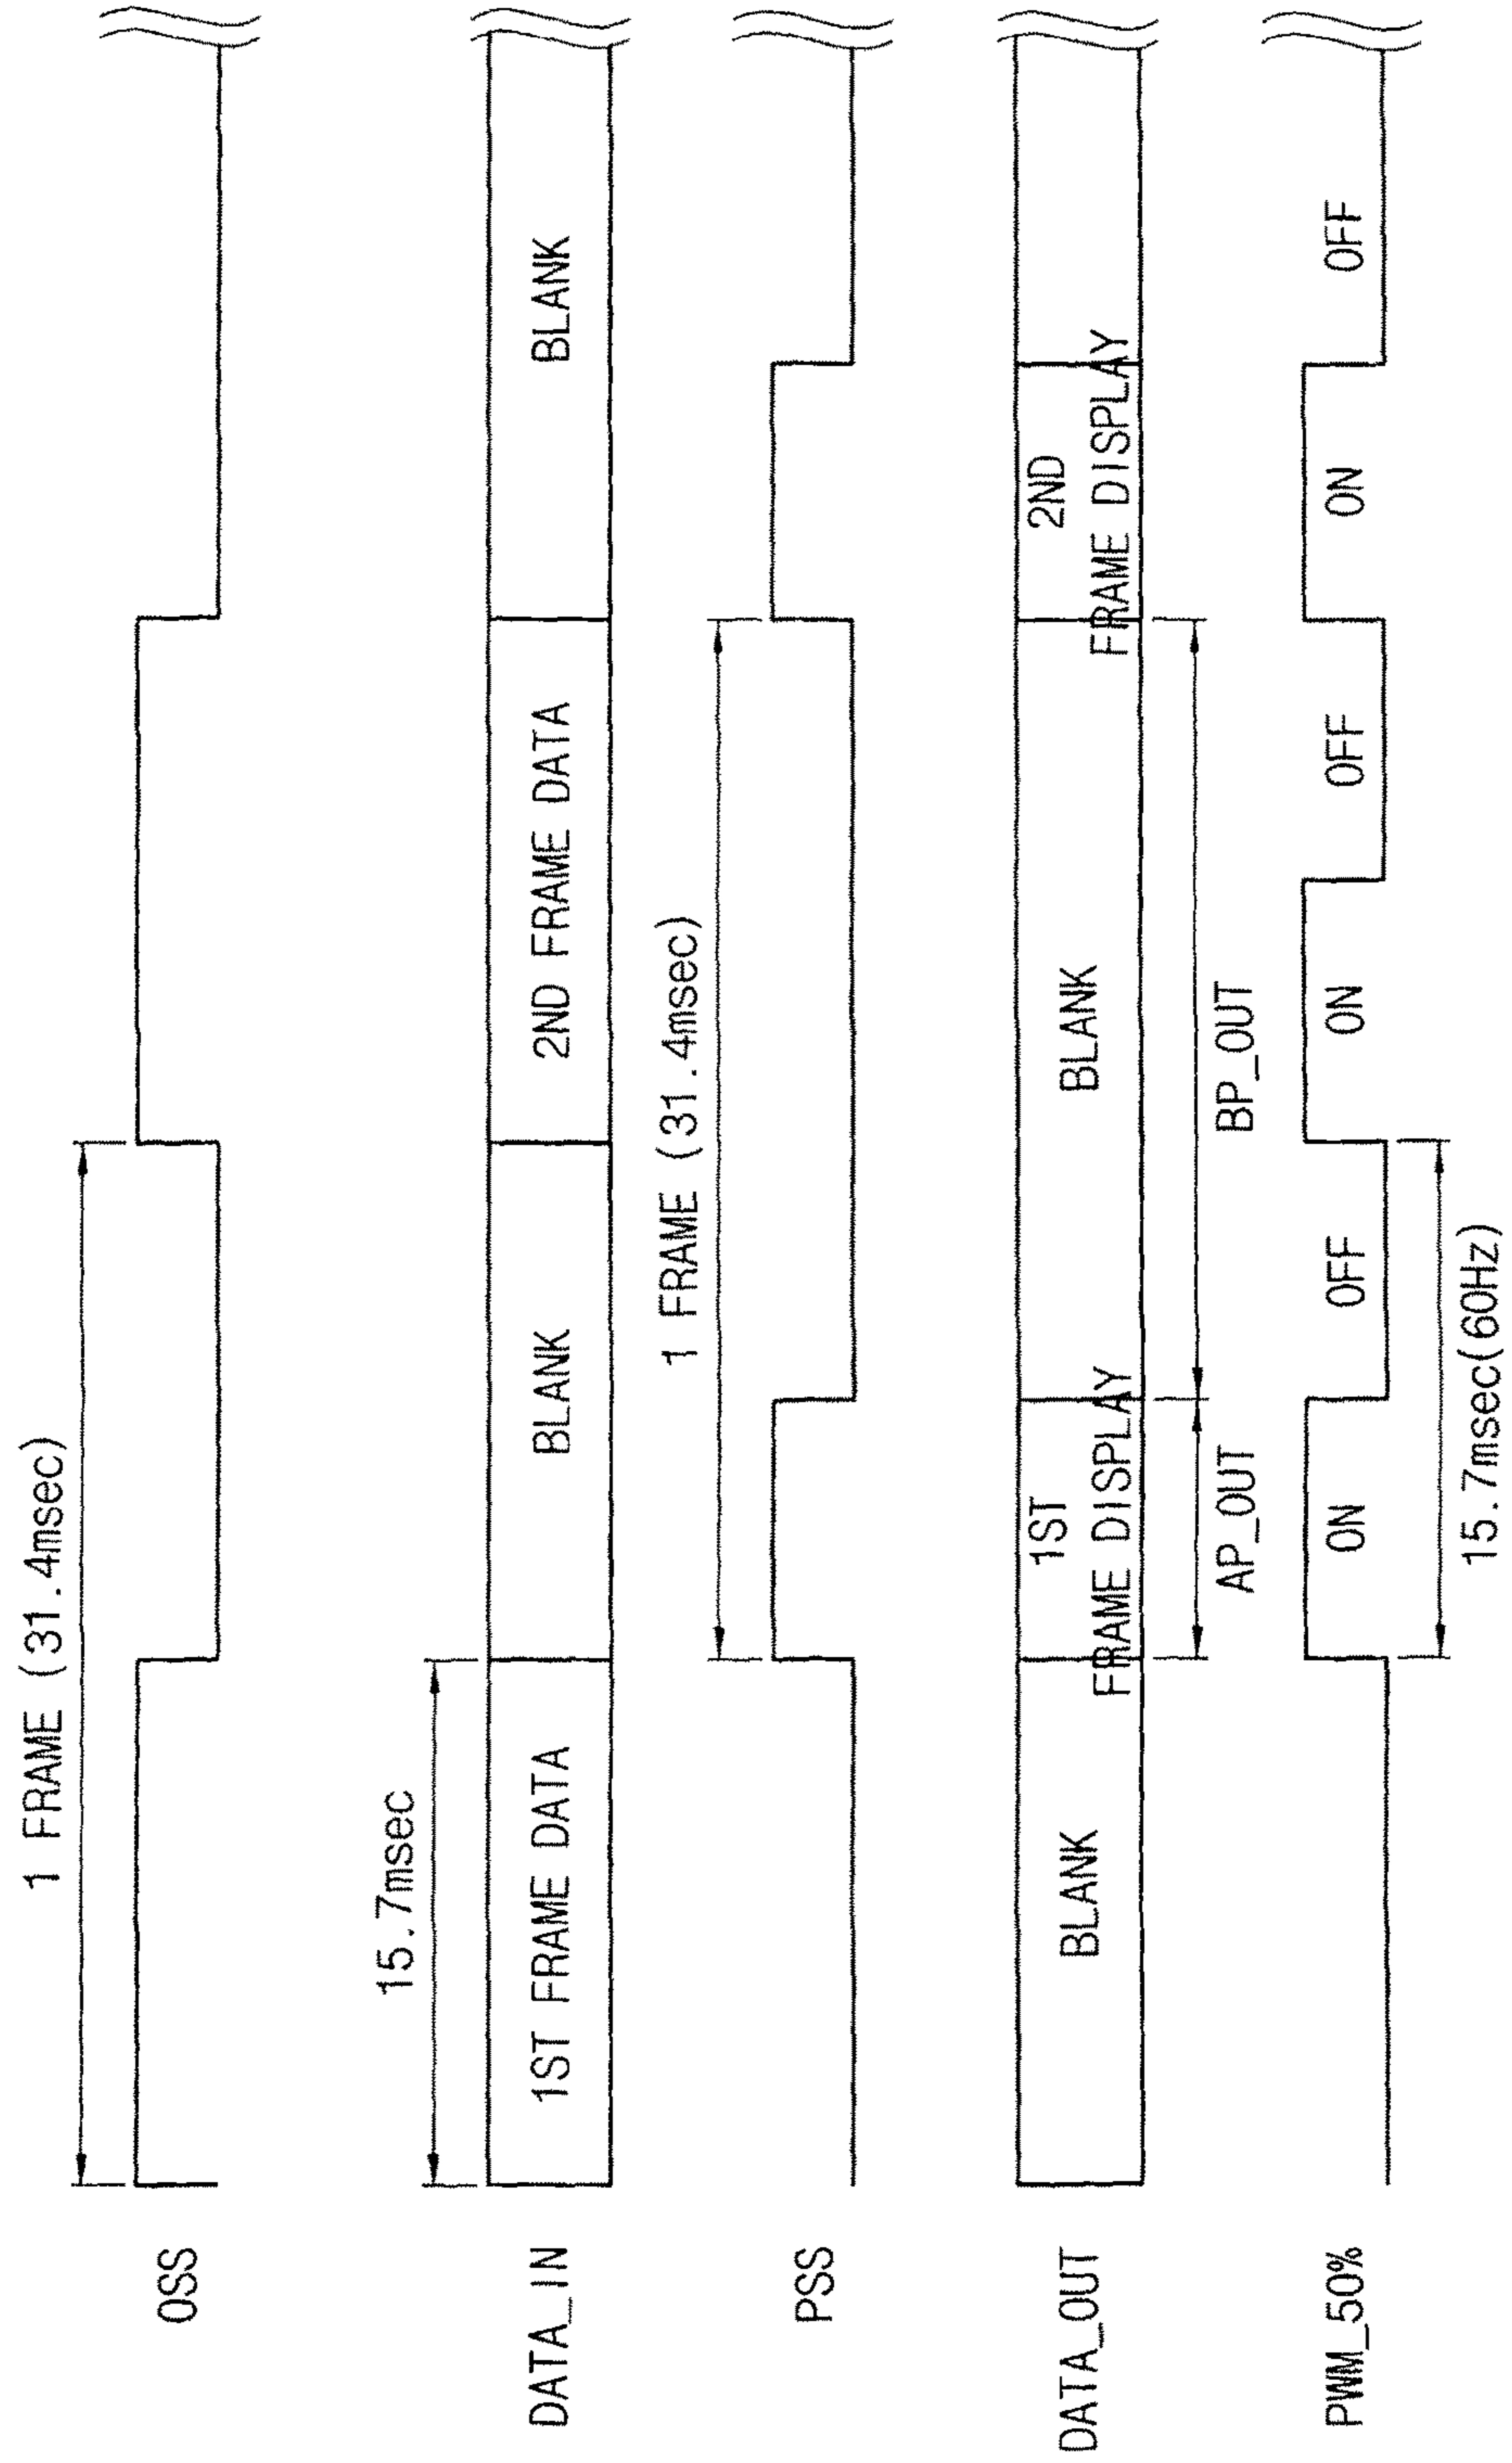 1 FRAME (31.4msec)
OSS
15.7msec
DATA_IN
1ST FRAME DATA
BLANK
2ND FRAME DATA
BLANK
1 FRAME (31.4msec)
PSS
DATA_OUT
BLANK
1ST
FRAME DISPLAY
BLANK
2ND
FRAME DISPLAY
AP_OUT
BP_OUT
PWM_50%
ON
OFF
ON
OFF
ON
OFF
15.7msec(60Hz)